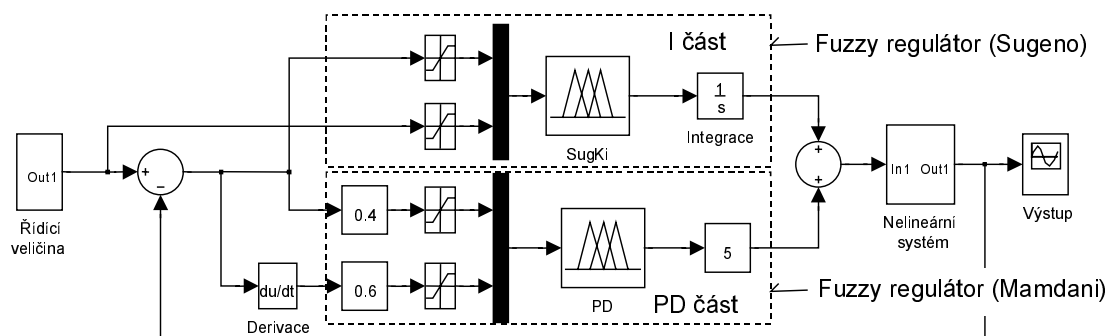 I část
Fuzzy regulátor (Sugeno)
1
s
Integrace
SugKi
Out1
+
−
Řídicí
veličina
+
+
In1 Out1
Nelineární
systém
Výstup
0.4
0.6
du/dt
Derivace
PD
5
PD část
Fuzzy regulátor (Mamdani)